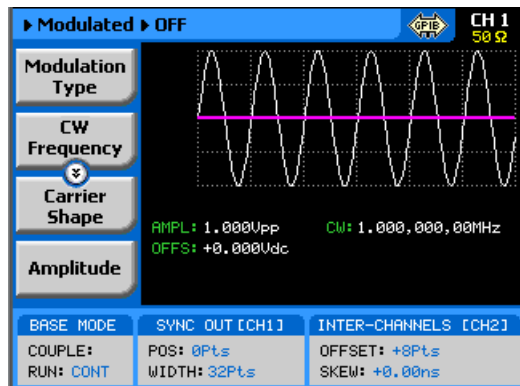 ▶ Modulated ▶ OFF
GPIB
CH 1
50 Ω
Modulation
Type
CW
Frequency
Carrier
Shape
Amplitude
AMPL: 1.000Vpp
CW: 1.000,000,00MHz
OFFS: +0.000Vdc
BASE MODE
COUPLE:
RUN: CONT
SYNC OUT [CH1]
POS: 0Pts
WIDTH: 32Pts
INTER-CHANNELS [CH2]
OFFSET: +8Pts
SKEW: +0.00ns